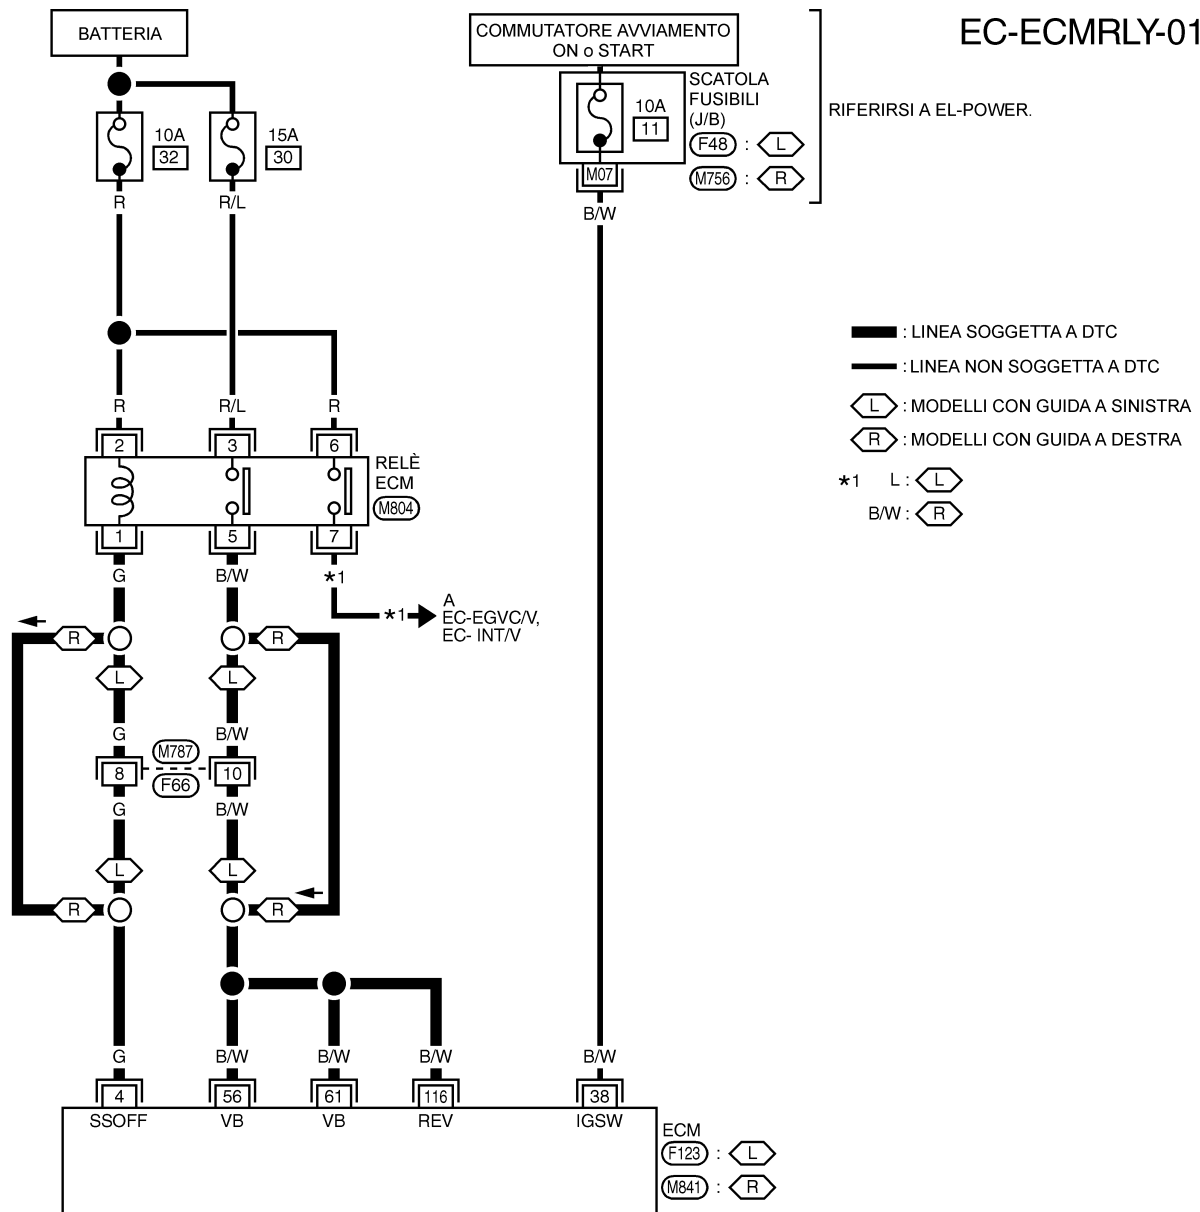 BATTERIA
COMMUTATORE AVVIAMENTO
ON o START
EC-ECMRLY-01
10A
32
15A
30
10A
11
SCATOLA
FUSIBILI
(J/B)
F48 : L
M756 : R
RIFERIRSI A EL-POWER.
M07
R
R/L
B/W
: LINEA SOGGETTA A DTC
: LINEA NON SOGGETTA A DTC
L : MODELLI CON GUIDA A SINISTRA
R : MODELLI CON GUIDA A DESTRA
*1 L : L
B/W : R
R
R/L
R
2
3
6
RELÈ
ECM
M804
1
5
7
G
B/W
*1
*1
A
EC-EGVC/V,
EC- INT/V
R
R
L
L
G
B/W
M787
8
10
F66
G
B/W
L
L
R
R
G
B/W
B/W
B/W
B/W
4
56
61
116
38
SSOFF
VB
VB
REV
IGSW
ECM
F123 : L
M841 : R